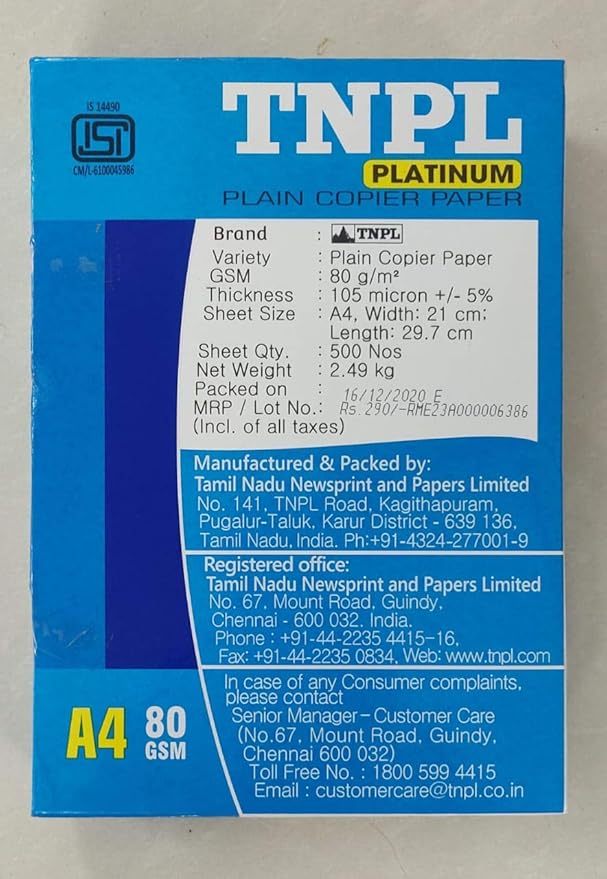 IS 14490
ISI
CM/L-6100045986
TNPL
PLATINUM
PLAIN COPIER PAPER
Brand : TNPL
Variety : Plain Copier Paper
GSM : 80 g/m²
Thickness : 105 micron +/- 5%
Sheet Size : A4, Width: 21 cm;
Length: 29.7 cm
Sheet Qty. : 500 Nos
Net Weight : 2.49 kg
Packed on : 16/12/2020 E
MRP / Lot No.: Rs.290/-RME23A000006386
(Incl. of all taxes)
Manufactured & Packed by:
Tamil Nadu Newsprint and Papers Limited
No. 141, TNPL Road, Kagithapuram,
Pugalur-Taluk, Karur District - 639 136,
Tamil Nadu, India. Ph:+91-4324-277001-9
Registered office:
Tamil Nadu Newsprint and Papers Limited
No. 67, Mount Road, Guindy,
Chennai - 600 032. India.
Phone : +91-44-2235 4415-16,
Fax: +91-44-2235 0834, Web: www.tnpl.com
In case of any Consumer complaints,
please contact
Senior Manager – Customer Care
(No.67, Mount Road, Guindy,
Chennai 600 032)
Toll Free No. : 1800 599 4415
Email : customercare@tnpl.co.in
A4 80
GSM